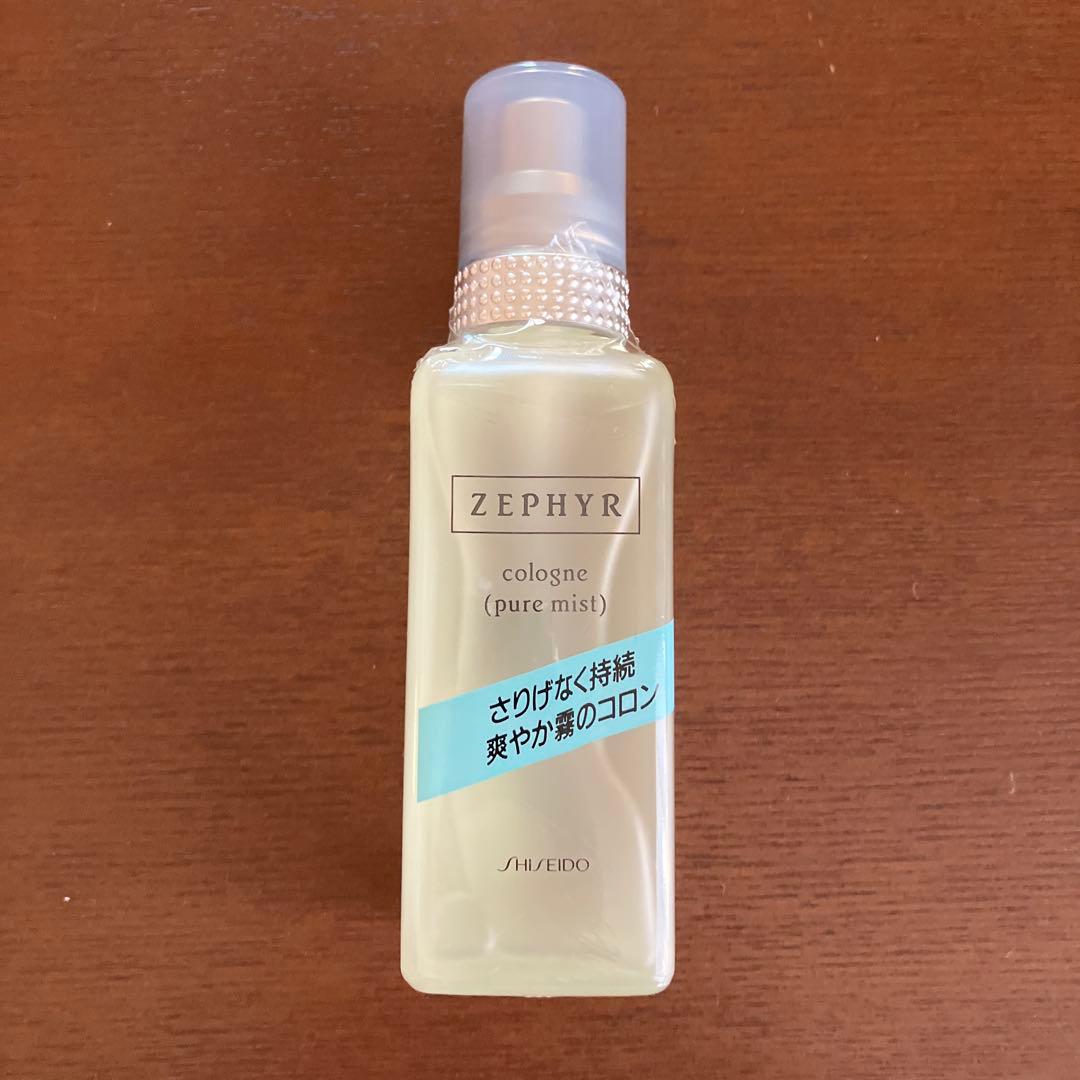 ZEPHYR
cologne
(pure mist)
さりげなく持続
爽やか霧のコロン
SHISEIDO